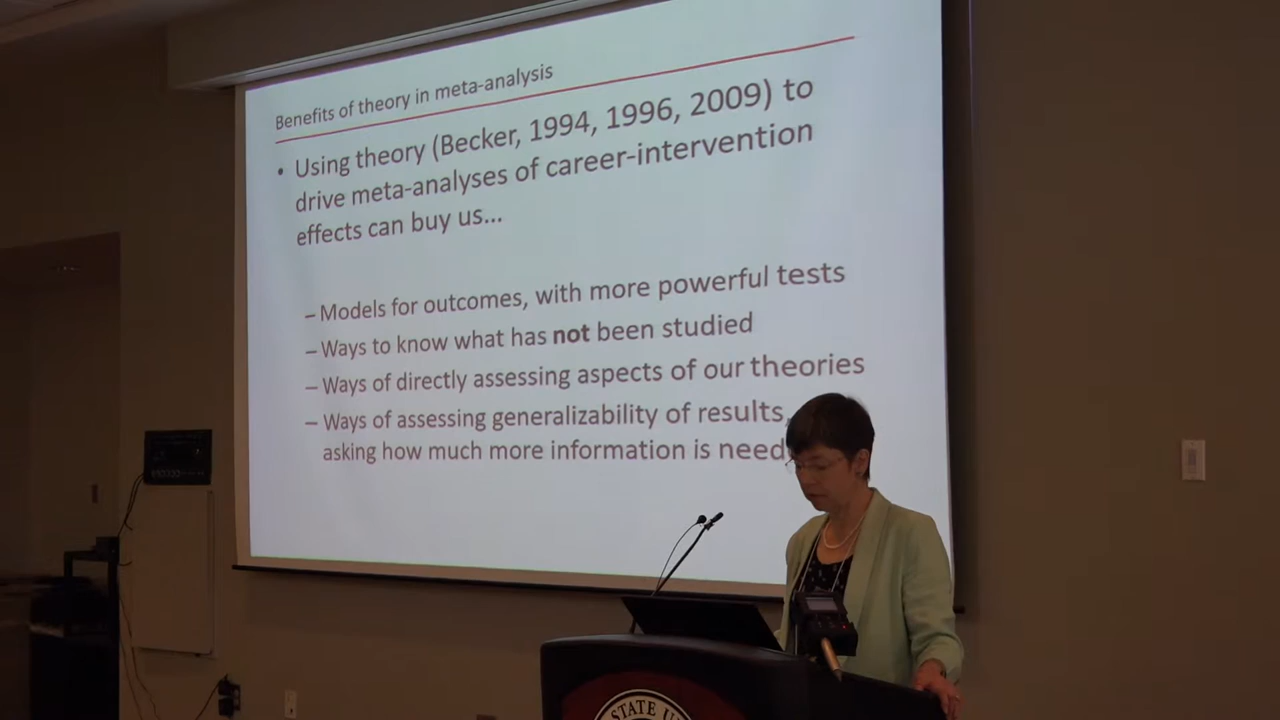 Benefits of theory in meta-analysis
• Using theory (Becker, 1994, 1996, 2009) to
drive meta-analyses of career-intervention
effects can buy us...
– Models for outcomes, with more powerful tests
– Ways to know what has not been studied
– Ways of directly assessing aspects of our theories
– Ways of assessing generalizability of results,
asking how much more information is need
STATE U